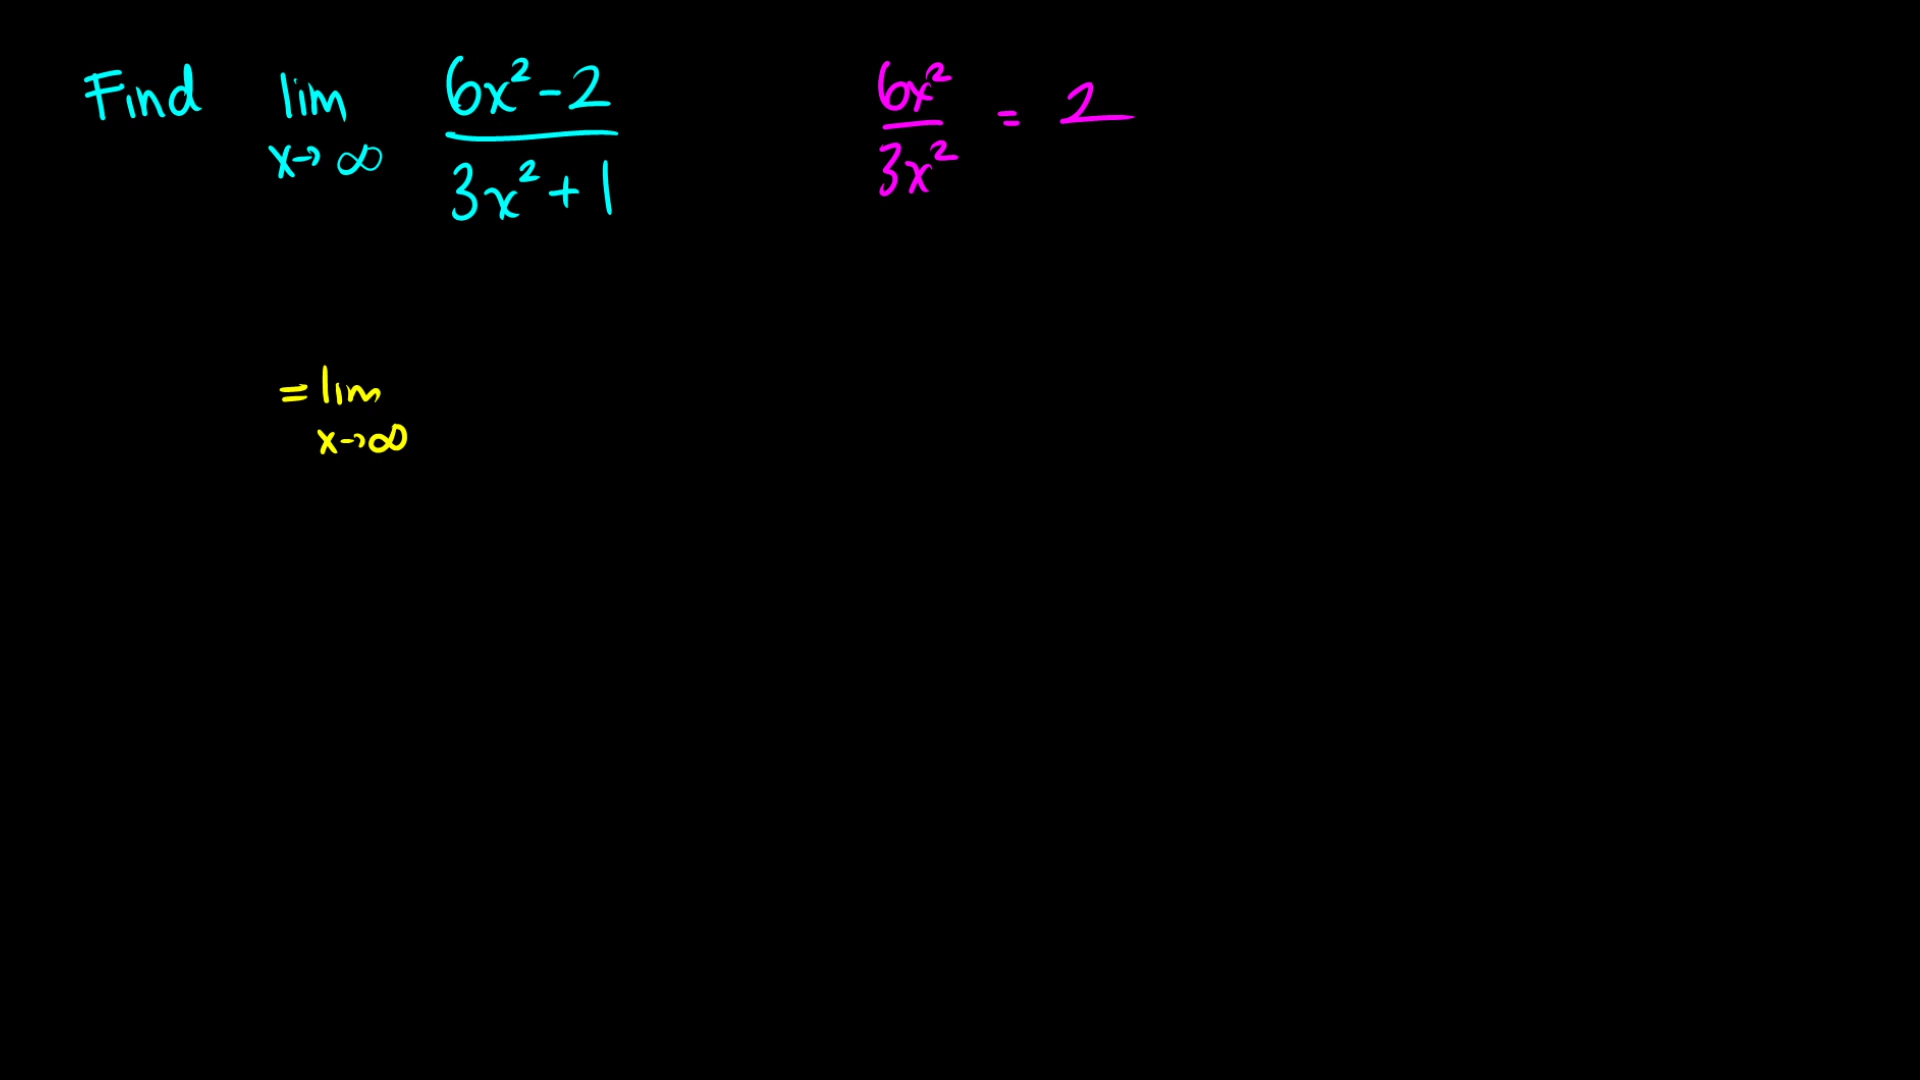 Find lim x→∞ (6x²-2)/(3x²+1)
6x²/3x² = 2
= lim x→∞